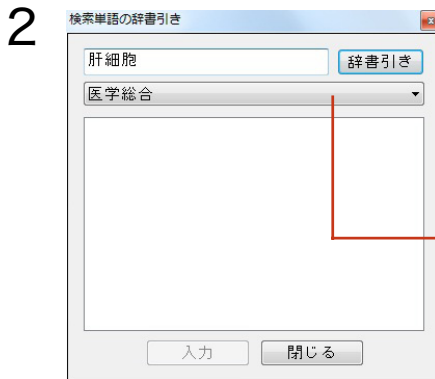 2
検索単語の辞書引き
肝細胞 辞書引き
医学総合
入力 閉じる